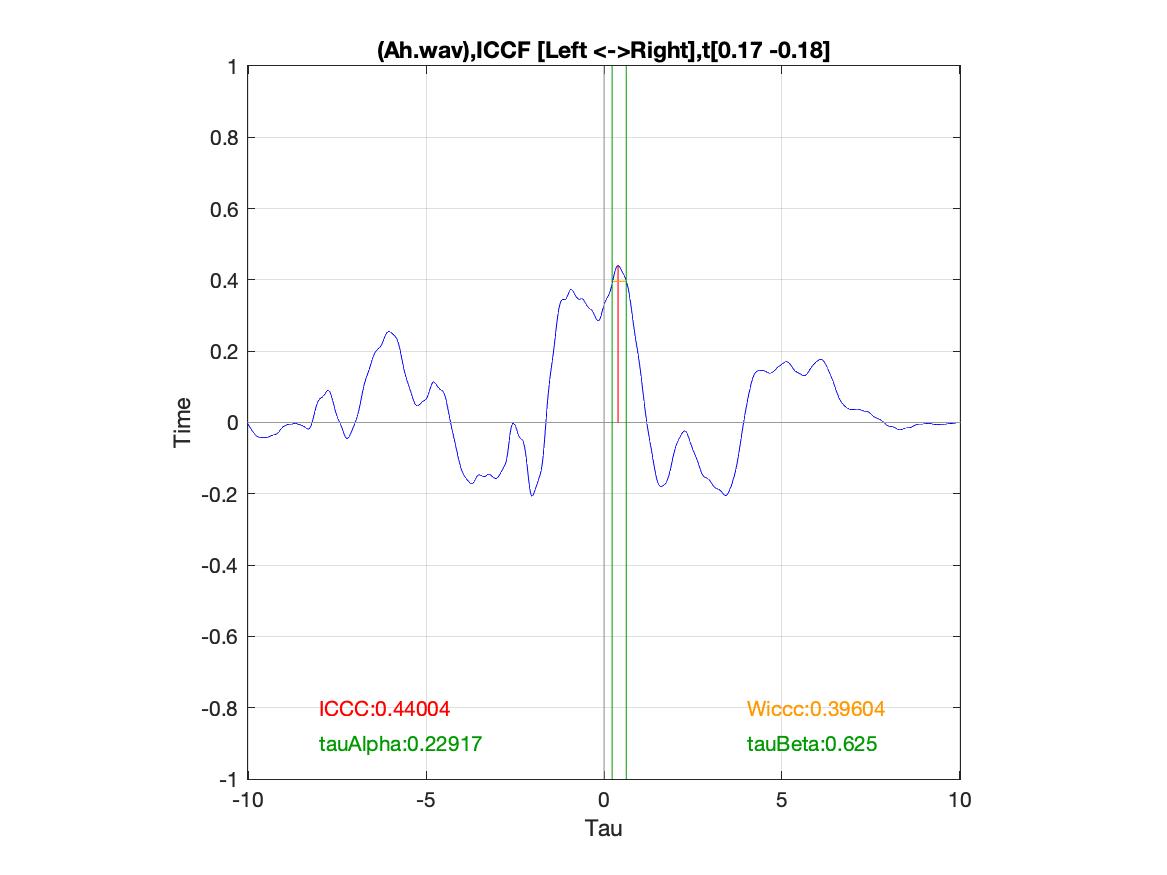 (Ah.wav),ICCF [Left <->Right],t[0.17 -0.18]
1
0.8
0.6
0.4
0.2
0
-0.2
-0.4
-0.6
-0.8
-1
Time
ICCC:0.44004
Wiccc:0.39604
tauAlpha:0.22917
tauBeta:0.625
-10
-5
0
5
10
Tau